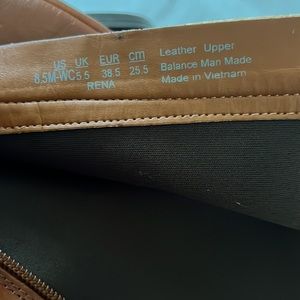 US UK EUR cm Leather Upper
8.5M-WC 5.5 38.5 25.5 Balance Man Made
RENA Made in Vietnam